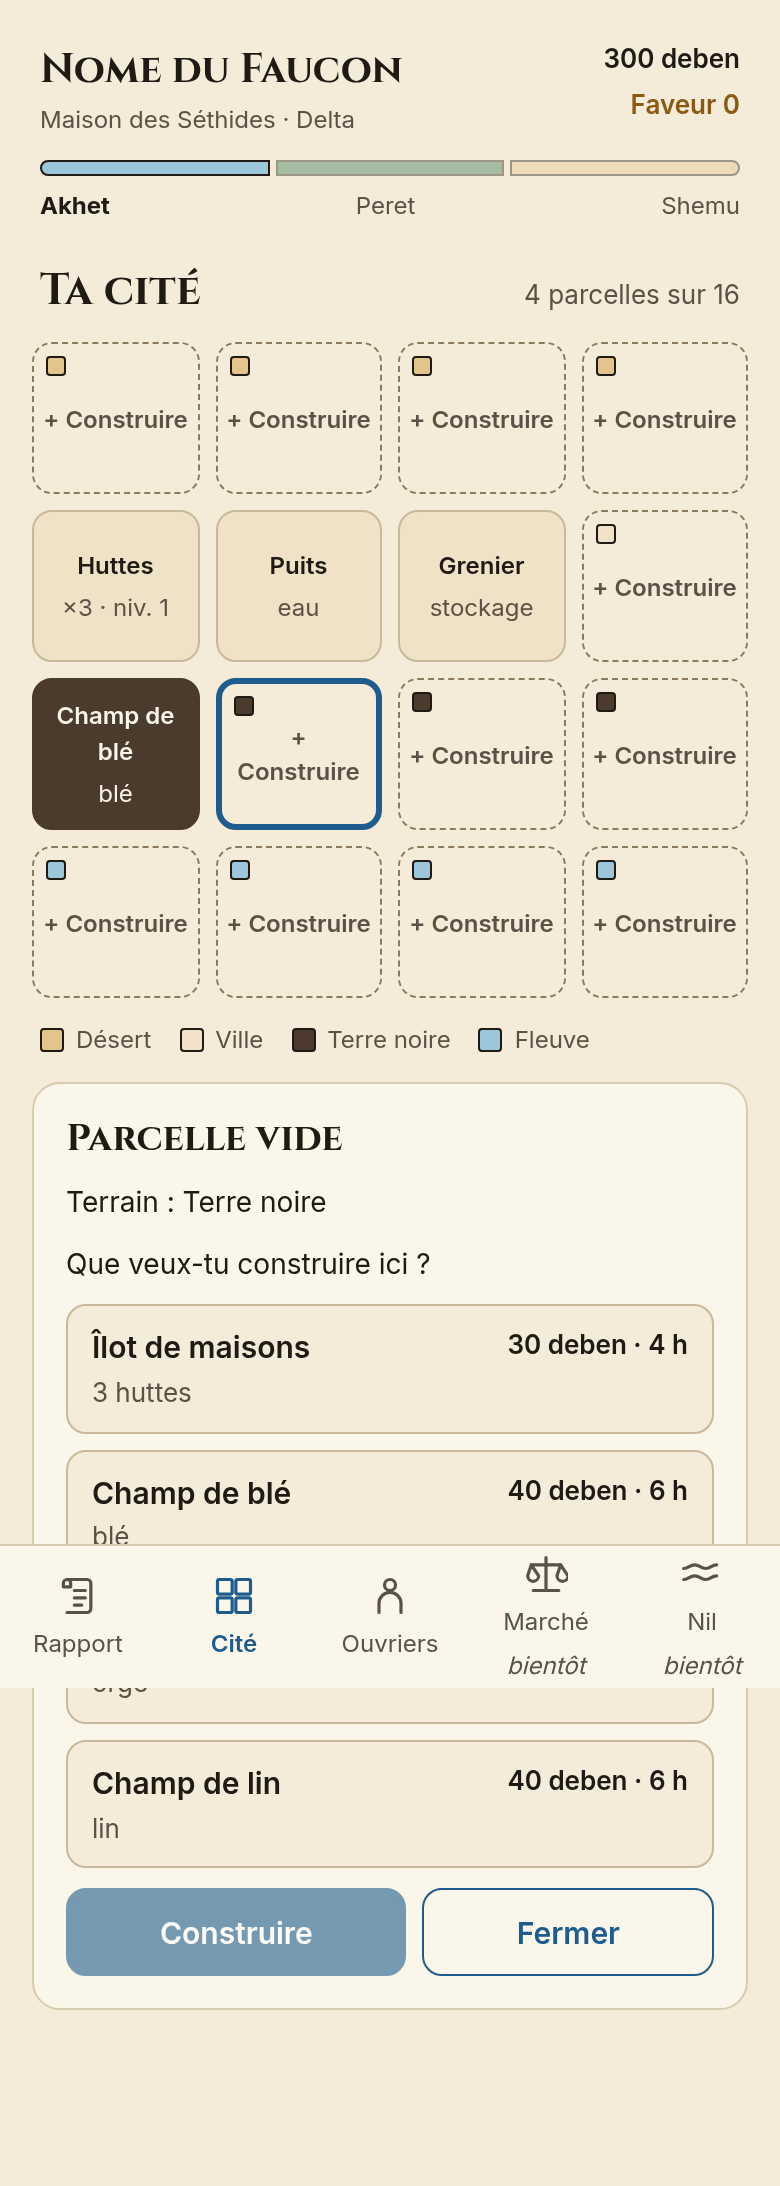 Nome du Faucon
300 deben
Maison des Séthides · Delta
Faveur 0
Akhet
Peret
Shemu
Ta cité
4 parcelles sur 16
+ Construire
+ Construire
+ Construire
+ Construire
Huttes
×3 · niv. 1
Puits
eau
Grenier
stockage
+ Construire
Champ de
blé
blé
+
Construire
+ Construire
+ Construire
+ Construire
+ Construire
+ Construire
+ Construire
Désert
Ville
Terre noire
Fleuve
Parcelle vide
Terrain : Terre noire
Que veux-tu construire ici ?
Îlot de maisons
30 deben · 4 h
3 huttes
Champ de blé
40 deben · 6 h
blé
Rapport
Cité
Ouvriers
Marché
bientôt
Nil
bientôt
Champ de lin
40 deben · 6 h
lin
Construire
Fermer